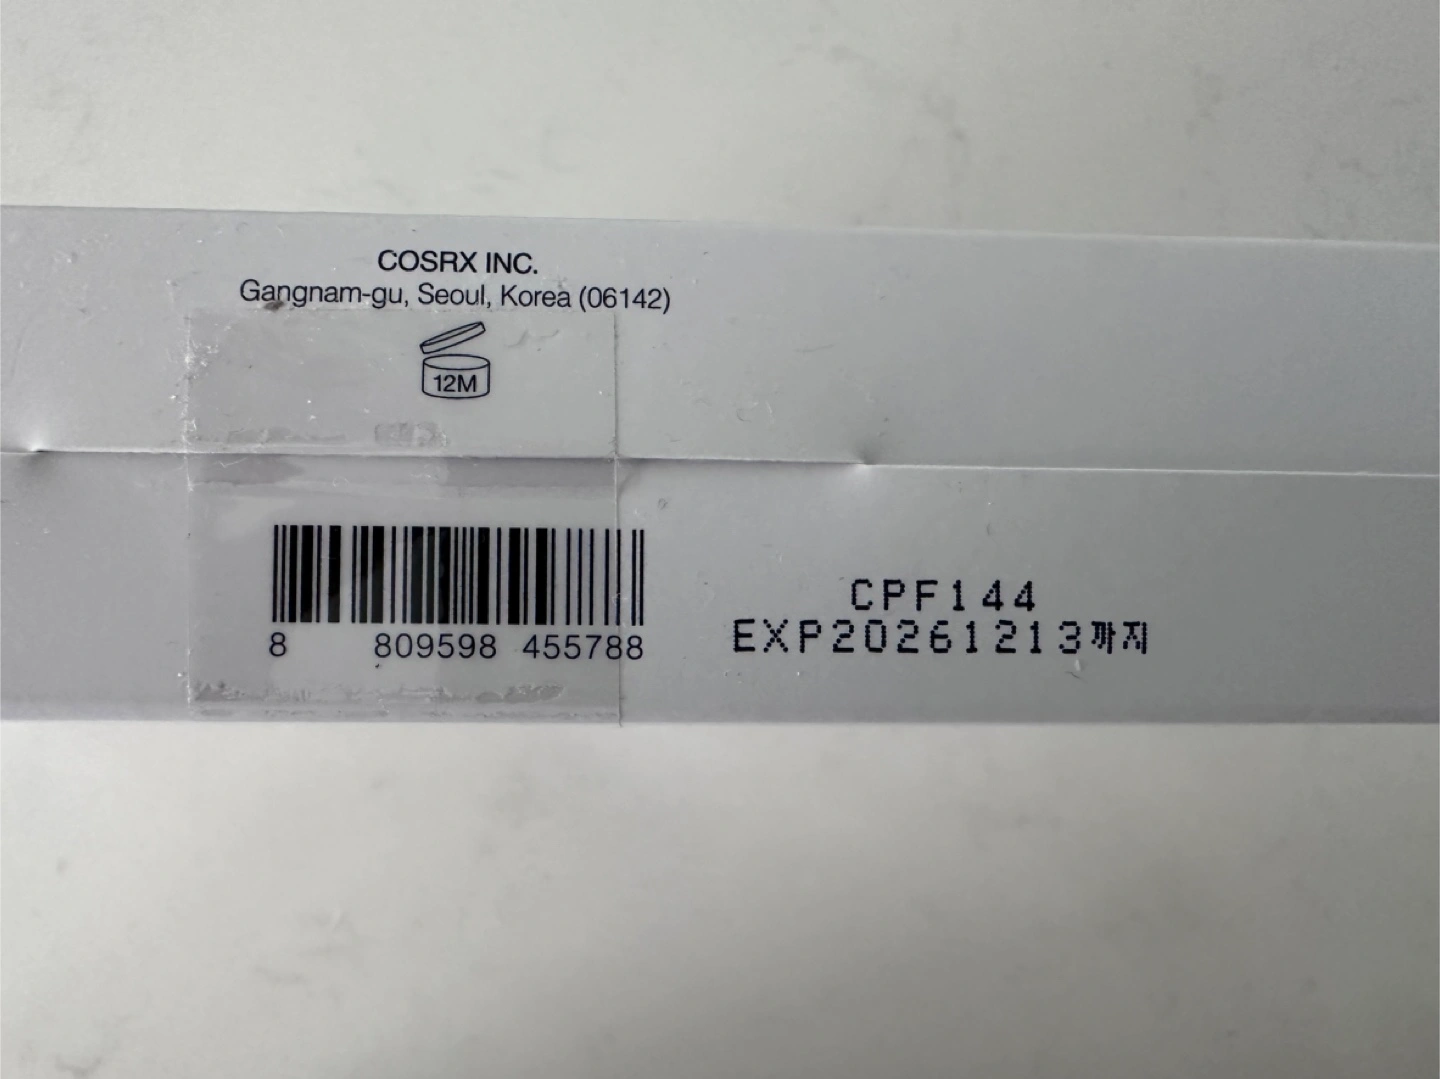 COSRX INC.
Gangnam-gu, Seoul, Korea (06142)
12M
8 809598 455788
CPF144
EXP20261213까지